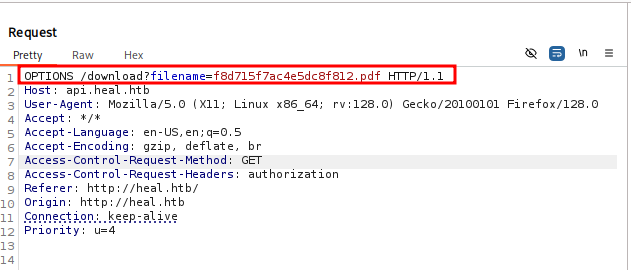 Request
Pretty Raw Hex
\n
1 OPTIONS /download?filename=f8d715f7ac4e5dc8f812.pdf HTTP/1.1
2 Host: api.heal.htb
3 User-Agent: Mozilla/5.0 (X11; Linux x86_64; rv:128.0) Gecko/20100101 Firefox/128.0
4 Accept: */*
5 Accept-Language: en-US,en;q=0.5
6 Accept-Encoding: gzip, deflate, br
7 Access-Control-Request-Method: GET
8 Access-Control-Request-Headers: authorization
9 Referer: http://heal.htb/
10 Origin: http://heal.htb
11 Connection: keep-alive
12 Priority: u=4
13
14